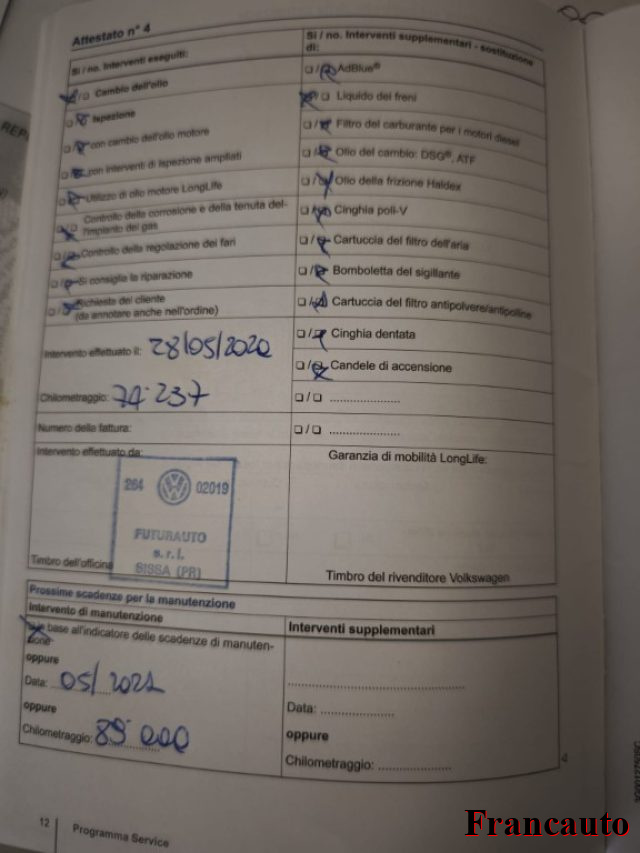 Attestato n° 4
Si / no. Interventi eseguiti:
❏/❏ Cambio dell'olio
❏/❏ Ispezione
❏/❏ con cambio dell'olio motore
❏/❏ con interventi di ispezione ampliati
❏/❏ Utilizzo di olio motore LongLife
❏/❏ Controllo della corrosione e della tenuta del-
l'impianto del gas
❏/❏ Controllo della regolazione dei fari
❏/❏ Si consiglia la riparazione
❏/❏ Richieste del cliente
(da annotare anche nell'ordine)
Intervento effettuato il: 28/05/2020
Chilometraggio: 74.237
Numero della fattura:
Intervento effettuato da:
264 02019
FUTURAUTO
s.r.l.
SISSA (PR)
Timbro dell'officina
Si / no. Interventi supplementari - sostituzione
di:
❏/❏ AdBlue®
❏/❏ Liquido dei freni
❏/❏ Filtro del carburante per i motori diesel
❏/❏ Olio del cambio: DSG®, ATF
❏/❏ Olio della frizione Haldex
❏/❏ Cinghia poli-V
❏/❏ Cartuccia del filtro dell'aria
❏/❏ Bomboletta del sigillante
❏/❏ Cartuccia del filtro antipolvere/antipolline
❏/❏ Cinghia dentata
❏/❏ Candele di accensione
❏/❏ ....................
❏/❏ ....................
Garanzia di mobilità LongLife:
Timbro del rivenditore Volkswagen
Prossime scadenze per la manutenzione
Intervento di manutenzione
base all'indicatore delle scadenze di manuten-
zione
oppure
Data: 05/2021
oppure
Chilometraggio: 89.000
Interventi supplementari
Data: ....................
oppure
Chilometraggio: ....................
4
12 Programma Service
Francauto